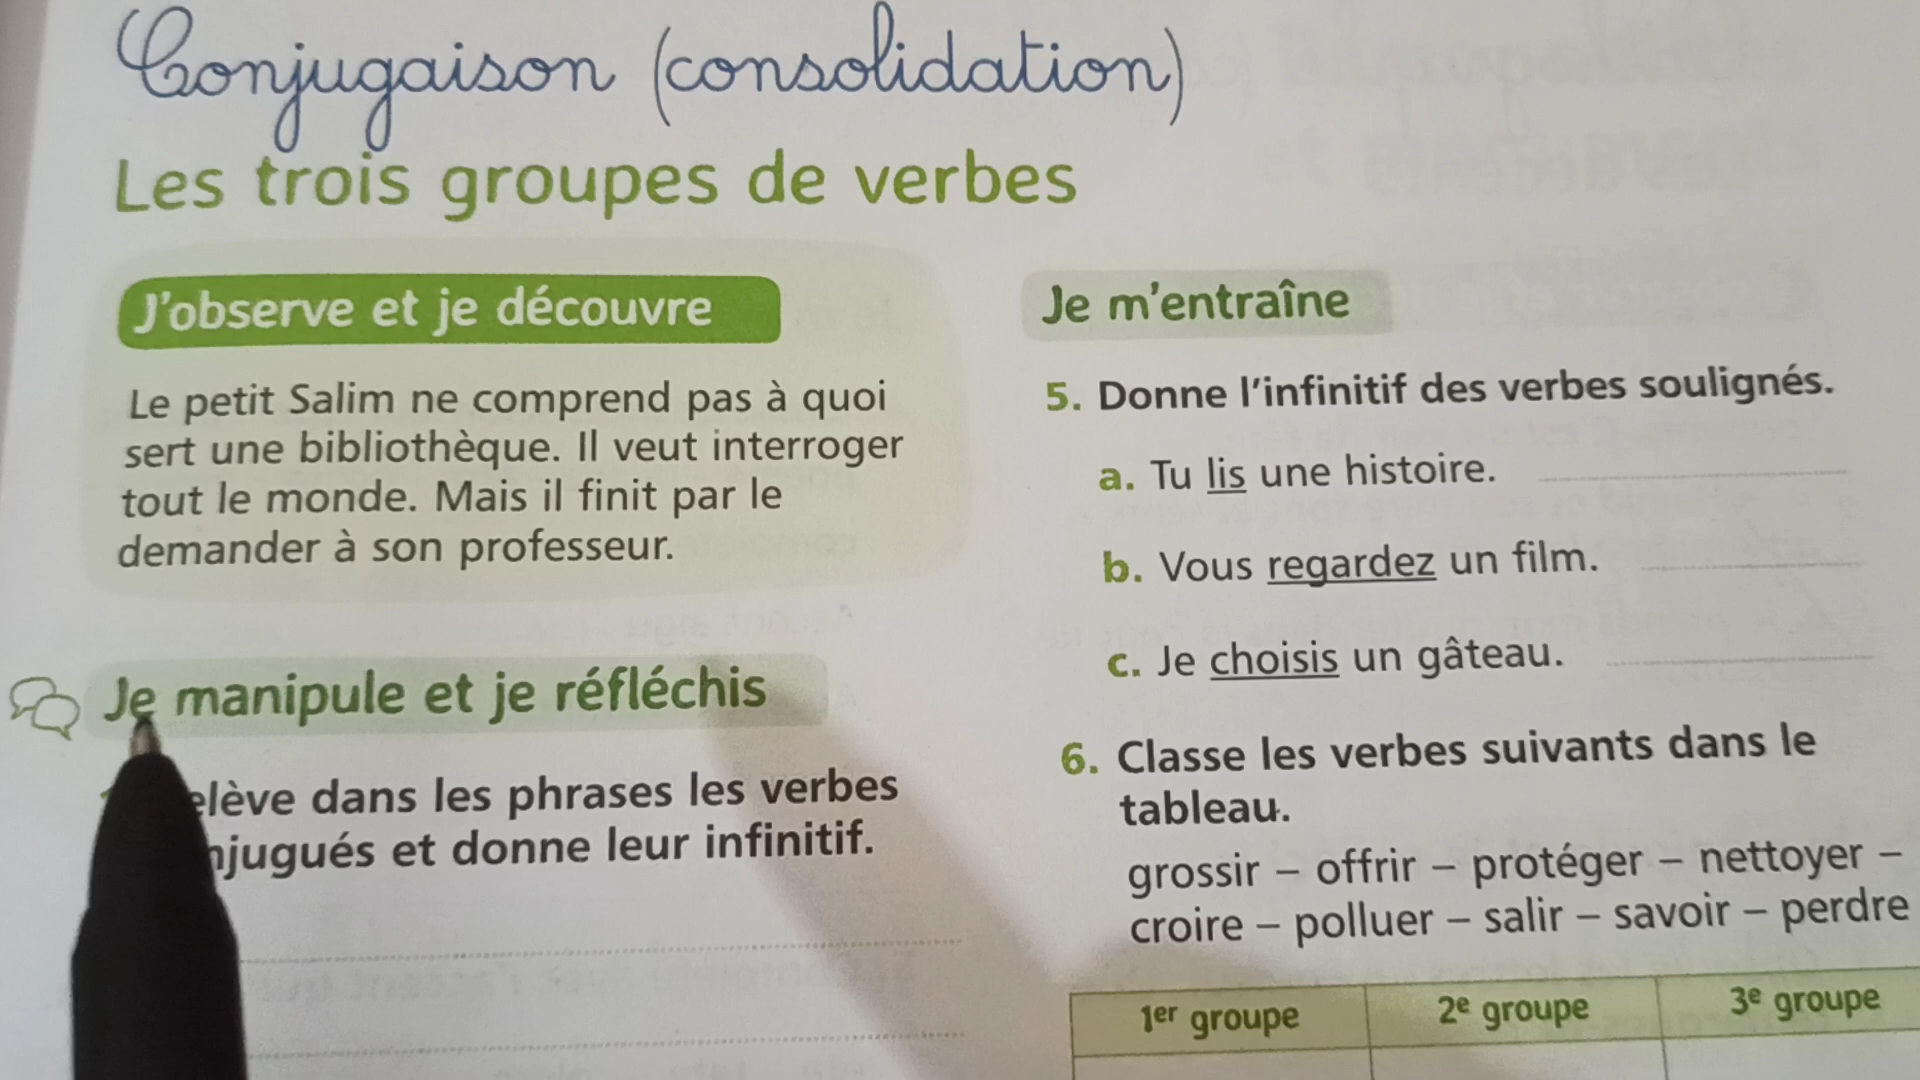 Conjugaison (consolidation)
Les trois groupes de verbes
J'observe et je découvre
Le petit Salim ne comprend pas à quoi
sert une bibliothèque. Il veut interroger
tout le monde. Mais il finit par le
demander à son professeur.
Je manipule et je réfléchis
dans les phrases les verbes
et donne leur infinitif.
Je m'entraîne
5. Donne l'infinitif des verbes soulignés.
a. Tu lis une histoire.
b. Vous regardez un film.
c. Je choisis un gâteau.
6. Classe les verbes suivants dans le
tableau.
grossir – offrir – protéger – nettoyer –
croire – polluer – salir – savoir – perdre
1er groupe 2e groupe 3e groupe